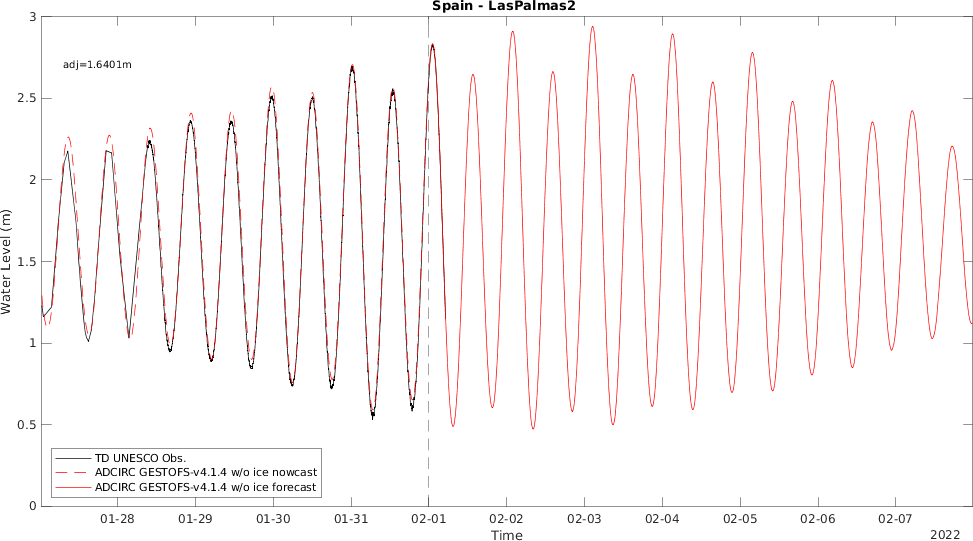 Spain - LasPalmas2
adj=1.6401m
3
2.5
2
1.5
1
0.5
0
Water Level (m)
TD UNESCO Obs.
ADCIRC GESTOFS-v4.1.4 w/o ice nowcast
ADCIRC GESTOFS-v4.1.4 w/o ice forecast
01-28 01-29 01-30 01-31 02-01 02-02 02-03 02-04 02-05 02-06 02-07
Time
2022